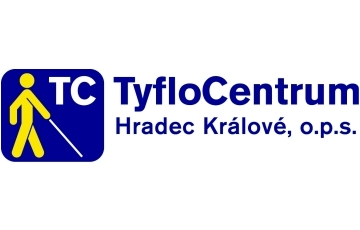 TC
TyfloCentrum
Hradec Králové, o.p.s.